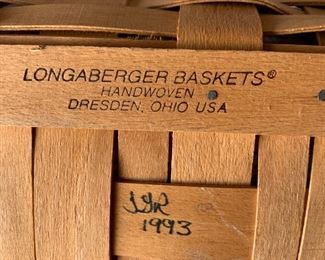 LONGABERGER BASKETS®
HANDWOVEN
DRESDEN, OHIO USA
1993